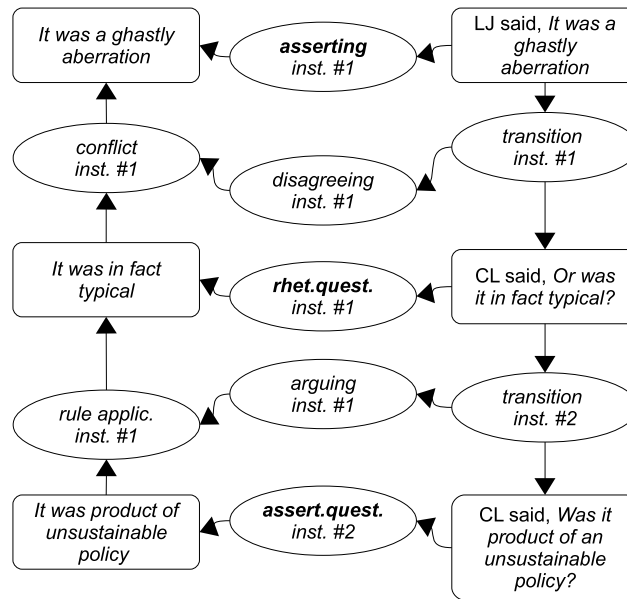 It was a ghastly
aberration
asserting
inst. #1
LJ said, It was a
ghastly
aberration
conflict
inst. #1
disagreeing
inst. #1
transition
inst. #1
It was in fact
typical
rhet.quest.
inst. #1
CL said, Or was
it in fact typical?
rule applic.
inst. #1
arguing
inst. #1
transition
inst. #2
It was product of
unsustainable
policy
assert.quest.
inst. #2
CL said, Was it
product of an
unsustainable
policy?